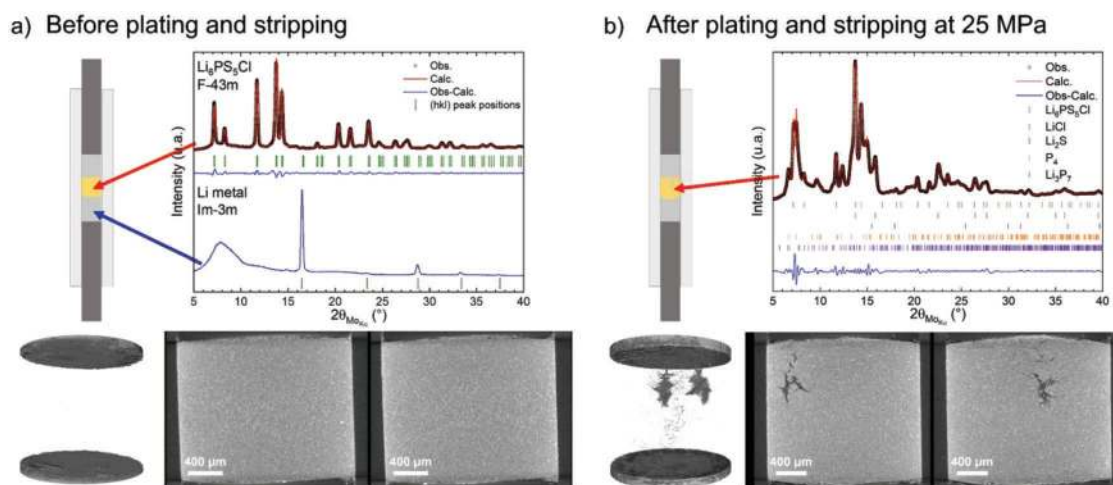 a) Before plating and stripping
Li₆PS₅Cl
F-43m
Obs.
Calc.
Obs-Calc.
(hkl) peak positions
Intensity (u.a.)
Li metal
Im-3m
5 10 15 20 25 30 35 40
2θMoKα (°)
400 μm
400 μm
b) After plating and stripping at 25 MPa
Obs.
Calc.
Obs-Calc.
Li₆PS₅Cl
LiCl
Li₂S
P₄
Li₃P₇
Intensity (u.a.)
5 10 15 20 25 30 35 40
2θMoKα (°)
400 μm
400 μm